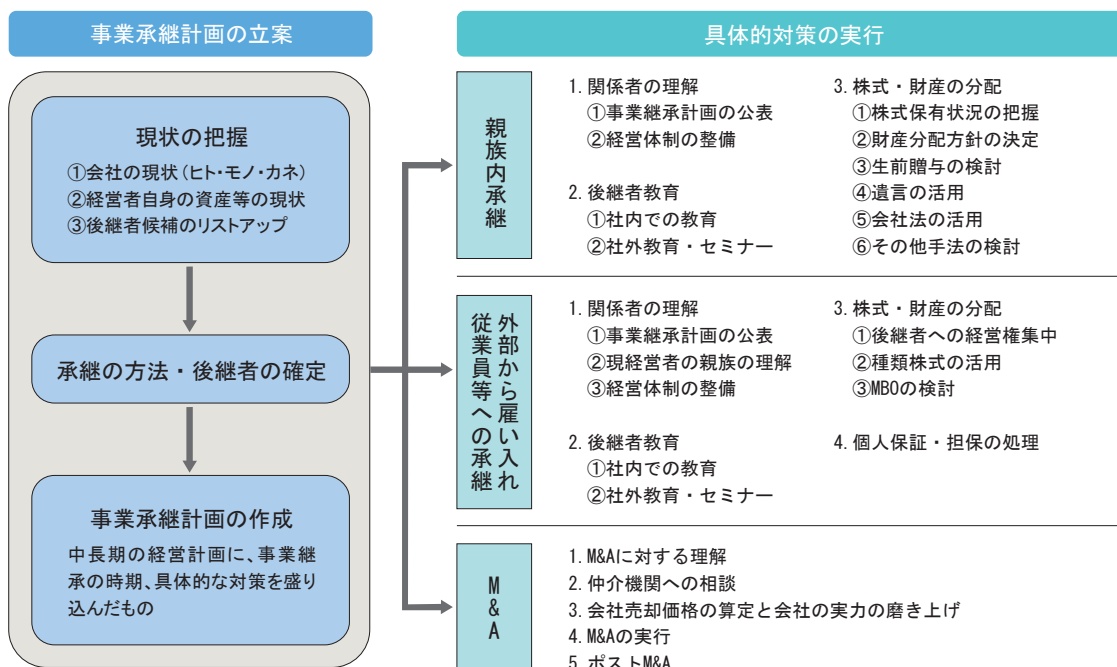 事業承継計画の立案
現状の把握
①会社の現状(ヒト・モノ・カネ)
②経営者自身の資産等の現状
③後継者候補のリストアップ
承継の方法・後継者の確定
事業承継計画の作成
中長期の経営計画に、事業継
承の時期、具体的な対策を盛り
込んだもの
具体的対策の実行
親族内承継
1. 関係者の理解
①事業継承計画の公表
②経営体制の整備
2. 後継者教育
①社内での教育
②社外教育・セミナー
3. 株式・財産の分配
①株式保有状況の把握
②財産分配方針の決定
③生前贈与の検討
④遺言の活用
⑤会社法の活用
⑥その他手法の検討
外部から雇い入れ
従業員等への承継
1. 関係者の理解
①事業継承計画の公表
②現経営者の親族の理解
③経営体制の整備
2. 後継者教育
①社内での教育
②社外教育・セミナー
3. 株式・財産の分配
①後継者への経営権集中
②種類株式の活用
③MBOの検討
4. 個人保証・担保の処理
M&A
1. M&Aに対する理解
2. 仲介機関への相談
3. 会社売却価格の算定と会社の実力の磨き上げ
4. M&Aの実行
5. ポストM&A